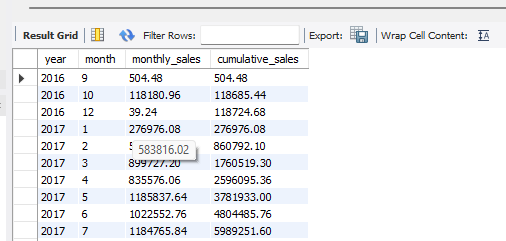 Result Grid Filter Rows: Export: Wrap Cell Content: IA
year month monthly_sales cumulative_sales
2016 9 504.48 504.48
2016 10 118180.96 118685.44
2016 12 39.24 118724.68
2017 1 276976.08 276976.08
2017 2 5 860792.10
583816.02
2017 3 899727.20 1760519.30
2017 4 835576.06 2596095.36
2017 5 1185837.64 3781933.00
2017 6 1022552.76 4804485.76
2017 7 1184765.84 5989251.60